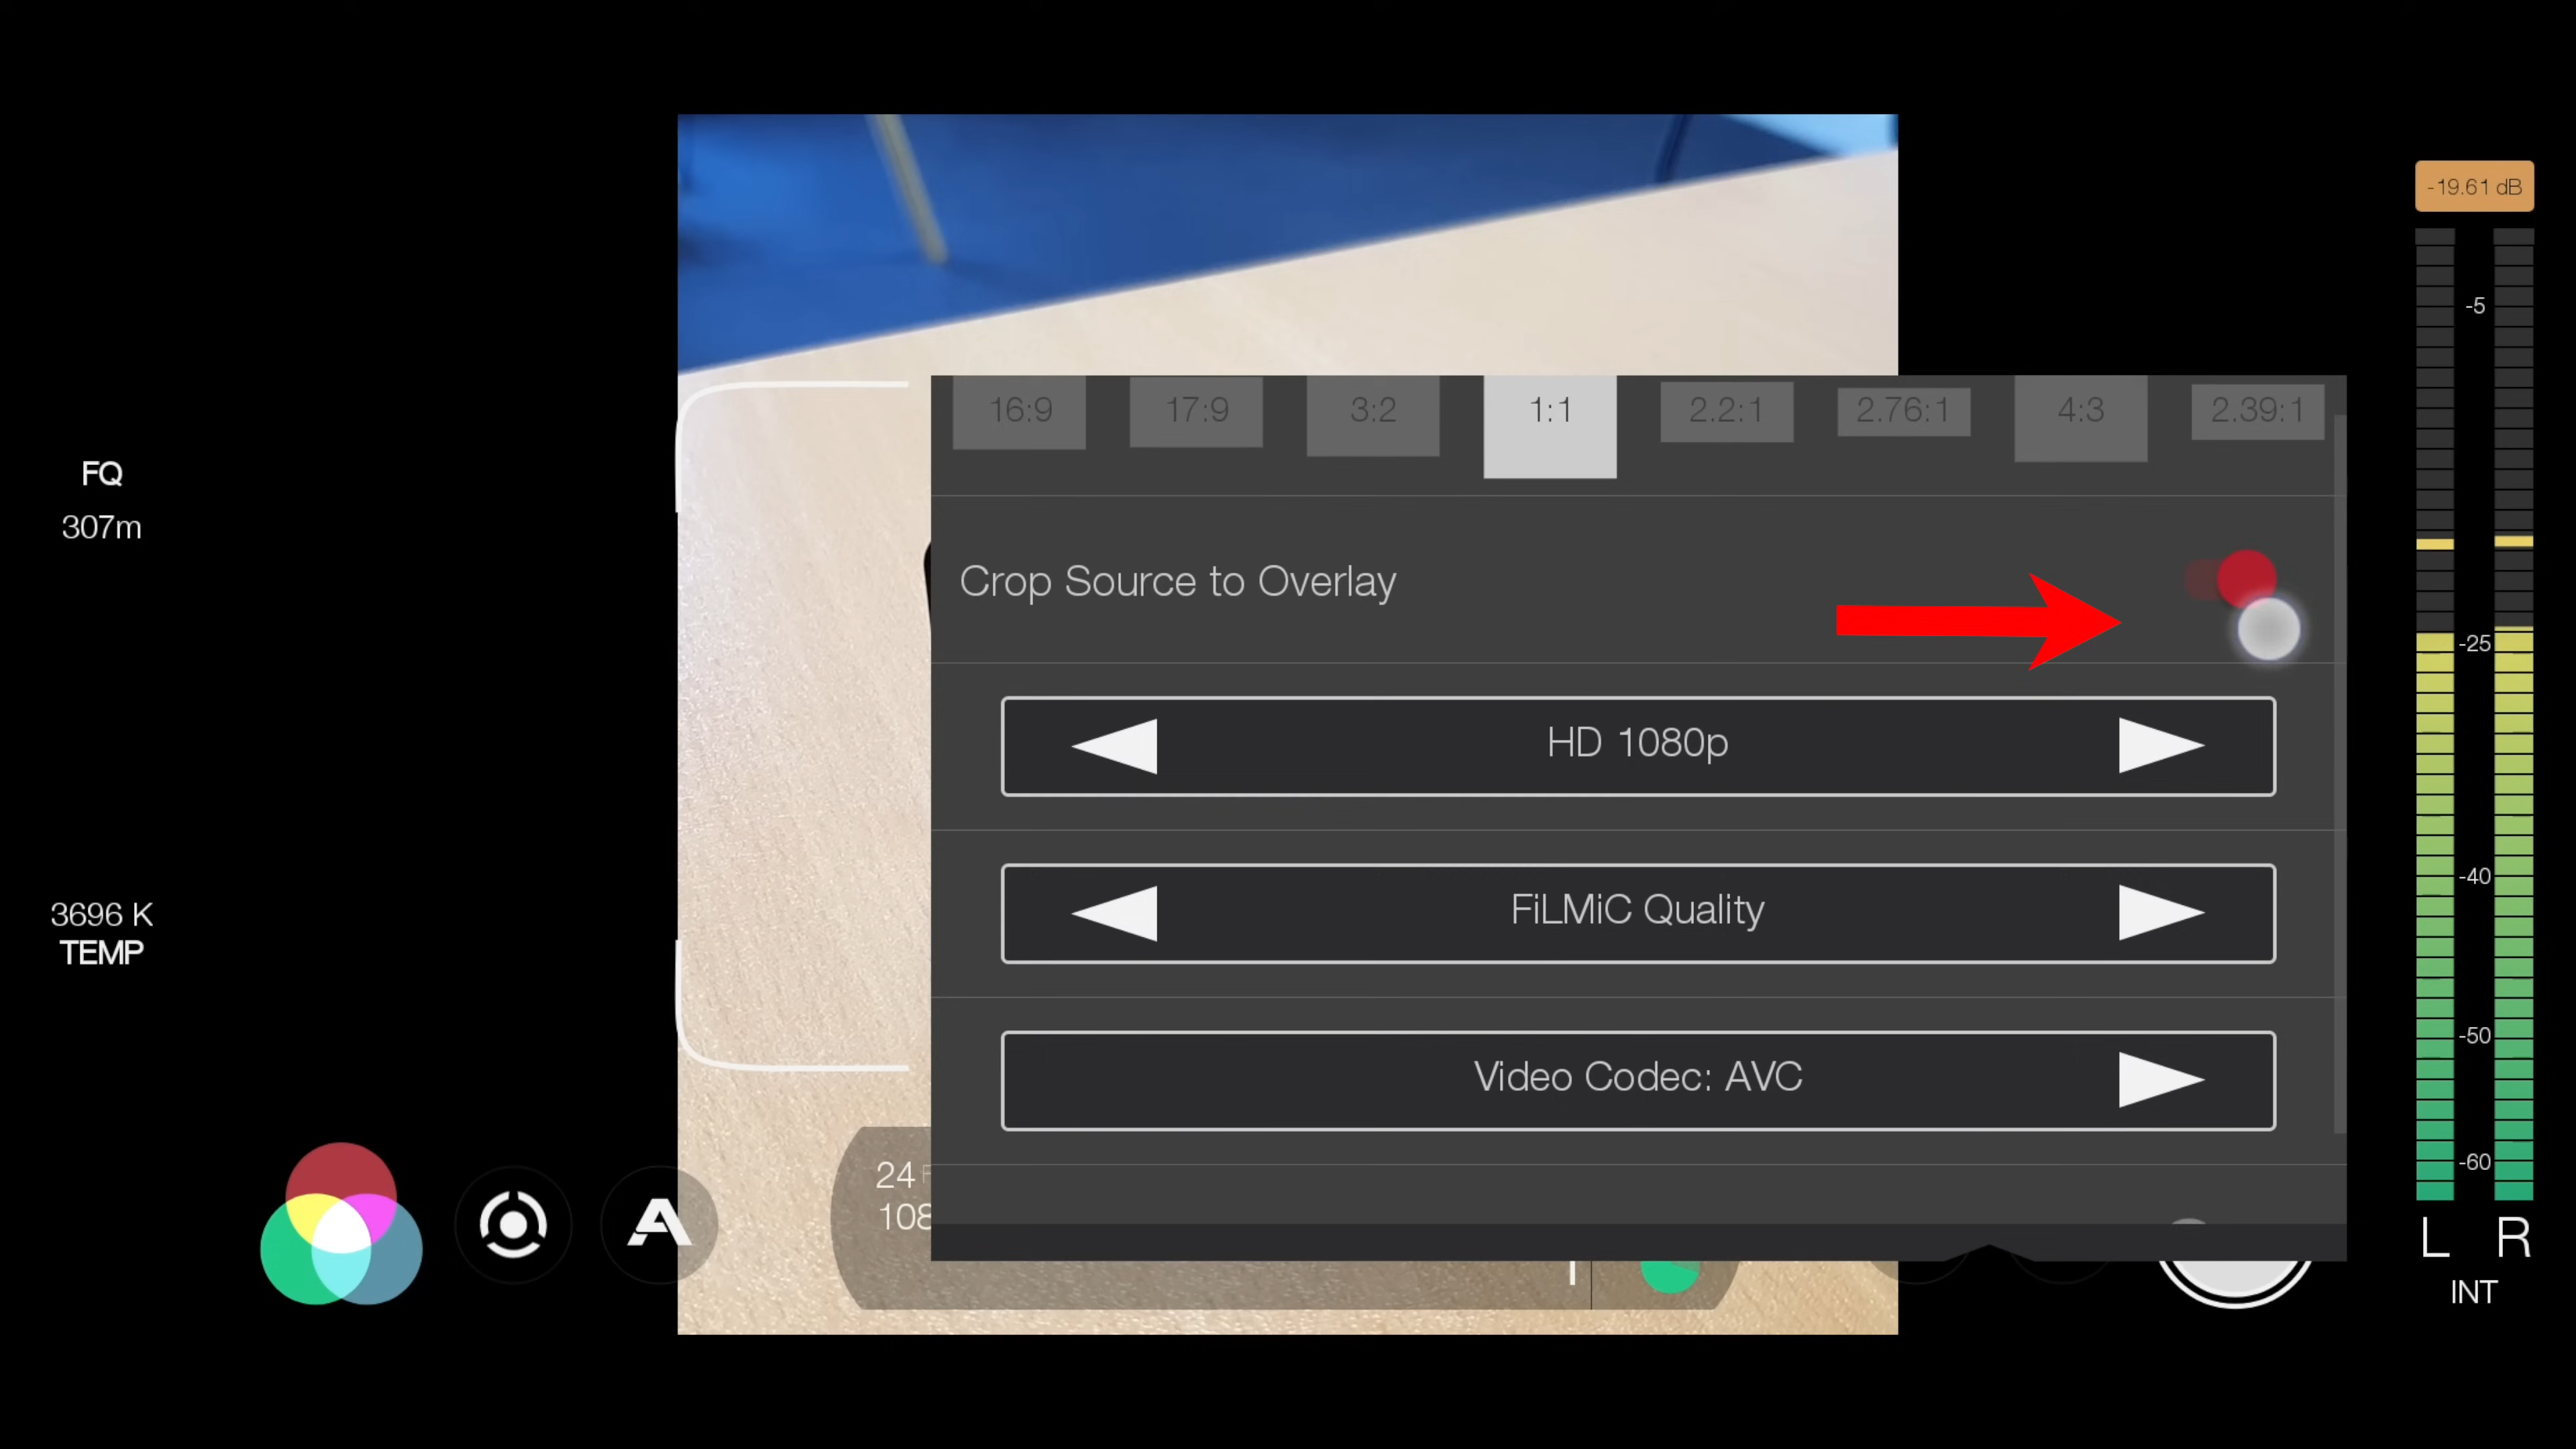 -19.61 dB
16:9 17:9 3:2 1:1 2.2:1 2.76:1 4:3 2.39:1
-5
FQ
307m
Crop Source to Overlay
-25
HD 1080p
-40
FiLMiC Quality
3696 K
TEMP
-50
Video Codec: AVC
-60
24
L R
INT